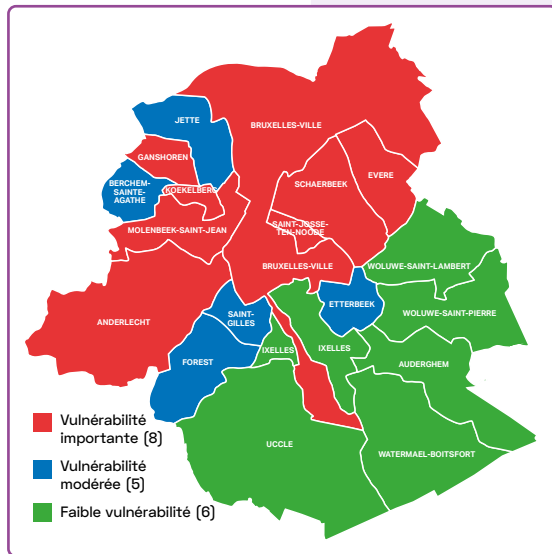 JETTE
BRUXELLES-VILLE
GANSHOREN
EVERE
SCHAERBEEK
BERCHEM-
SAINTE-
AGATHE
KOEKELBERG
MOLENBEEK-SAINT-JEAN
SAINT-JOSSE-
TEN-NOODE
BRUXELLES-VILLE
WOLUWE-SAINT-LAMBERT
ETTERBEEK
WOLUWE-SAINT-PIERRE
ANDERLECHT
SAINT-
GILLES
IXELLES
IXELLES
FOREST
AUDERGHEM
UCCLE
WATERMAEL-BOITSFORT
Vulnérabilité
importante (8)
Vulnérabilité
modérée (5)
Faible vulnérabilité (6)